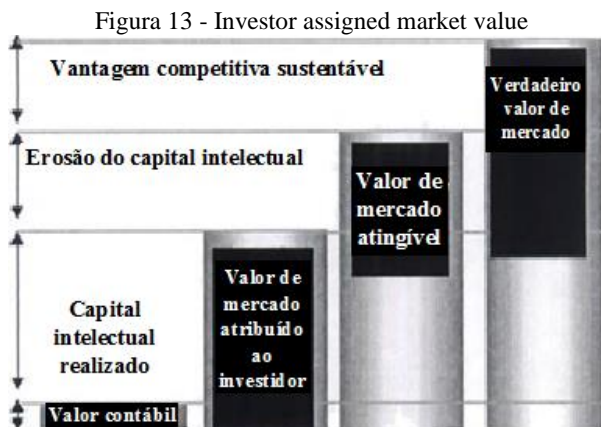 Figura 13 - Investor assigned market value
Vantagem competitiva sustentável
Verdadeiro
valor de
mercado
Erosão do capital intelectual
Valor de
mercado
atingível
Capital
intelectual
realizado
Valor de
mercado
atribuído
ao
investidor
Valor contábil